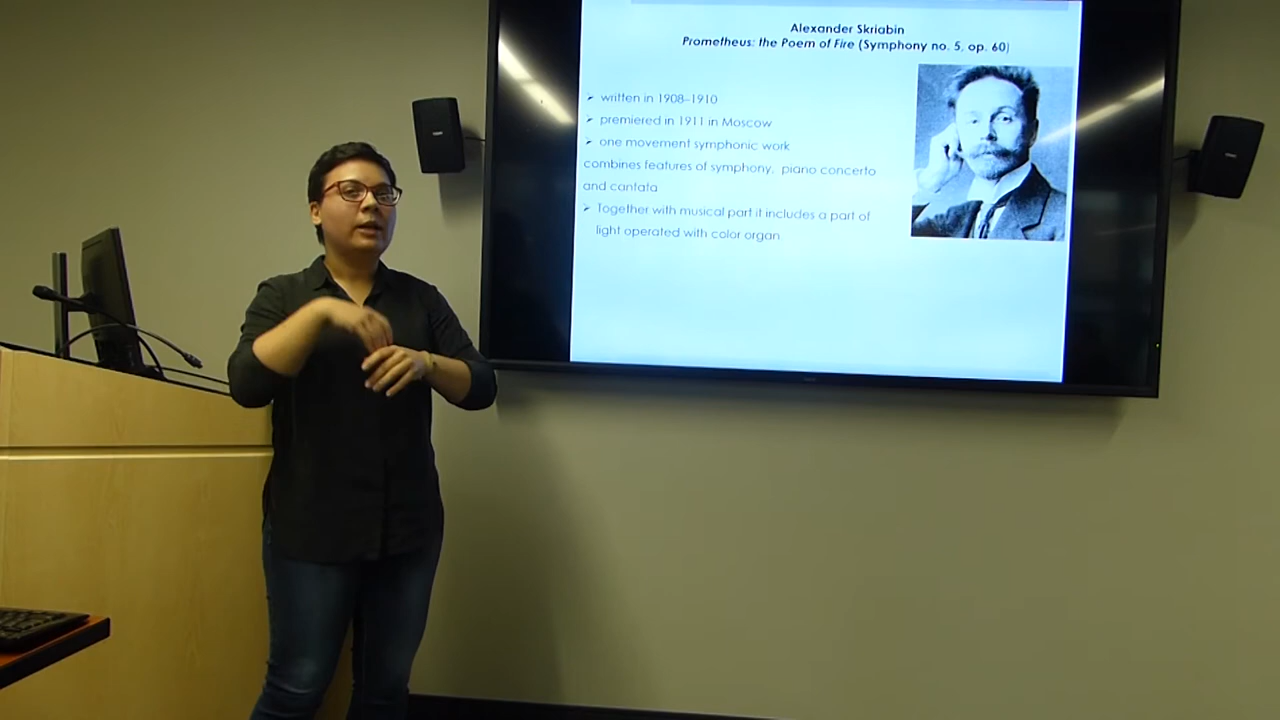 Alexander Skriabin
Prometheus: the Poem of Fire (Symphony no. 5, op. 60)
➢ written in 1908–1910
➢ premiered in 1911 in Moscow
➢ one movement symphonic work
combines features of symphony, piano concerto
and cantata
➢ Together with musical part it includes a part of
light operated with color organ